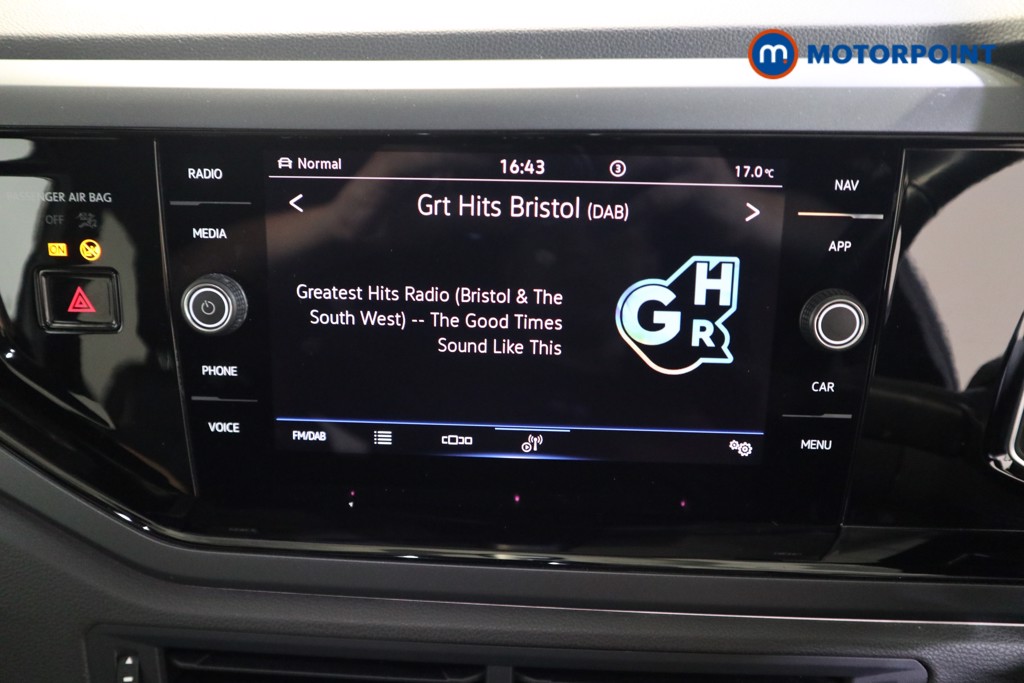 m. MOTORPOINT
PASSENGER AIR BAG
OFF
ON
RADIO
MEDIA
PHONE
VOICE
Normal 16:43 3 17.0°C
Grt Hits Bristol (DAB)
Greatest Hits Radio (Bristol & The
South West) -- The Good Times
Sound Like This
GHR
FM/DAB
NAV
APP
CAR
MENU